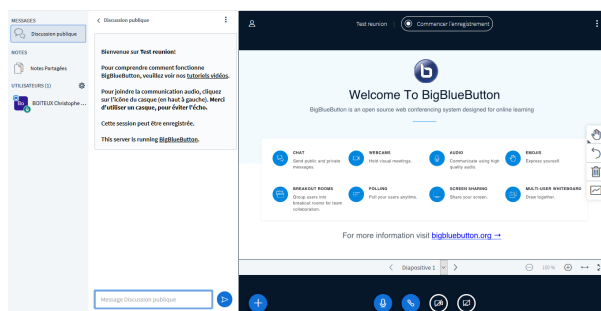 MESSAGES
Discussion publique
NOTES
Notes Partagées
UTILISATEURS (1)
Bo
BOITEUX Christophe ...
Discussion publique
Bienvenue sur Test reunion!
Pour comprendre comment fonctionne
BigBlueButton, veuillez voir nos tutoriels vidéos.
Pour joindre la communication audio, cliquez
sur l'icône du casque (en haut à gauche). Merci
d'utiliser un casque, pour éviter l'écho.
Cette session peut être enregistrée.
This server is running BigBlueButton.
Message Discussion publique
Test reunion
Commencer l'enregistrement
b
Welcome To BigBlueButton
BigBlueButton is an open source web conferencing system designed for online learning
CHAT
Send public and private
messages.
WEBCAMS
Hold visual meetings.
AUDIO
Communicate using high
quality audio.
EMOJIS
Express yourself.
BREAKOUT ROOMS
Group users into
breakout rooms for team
collaboration.
POLLING
Poll your users anytime.
SCREEN SHARING
Share your screen.
MULTI-USER WHITEBOARD
Draw together.
For more information visit bigbluebutton.org →
Diapositive 1
100%